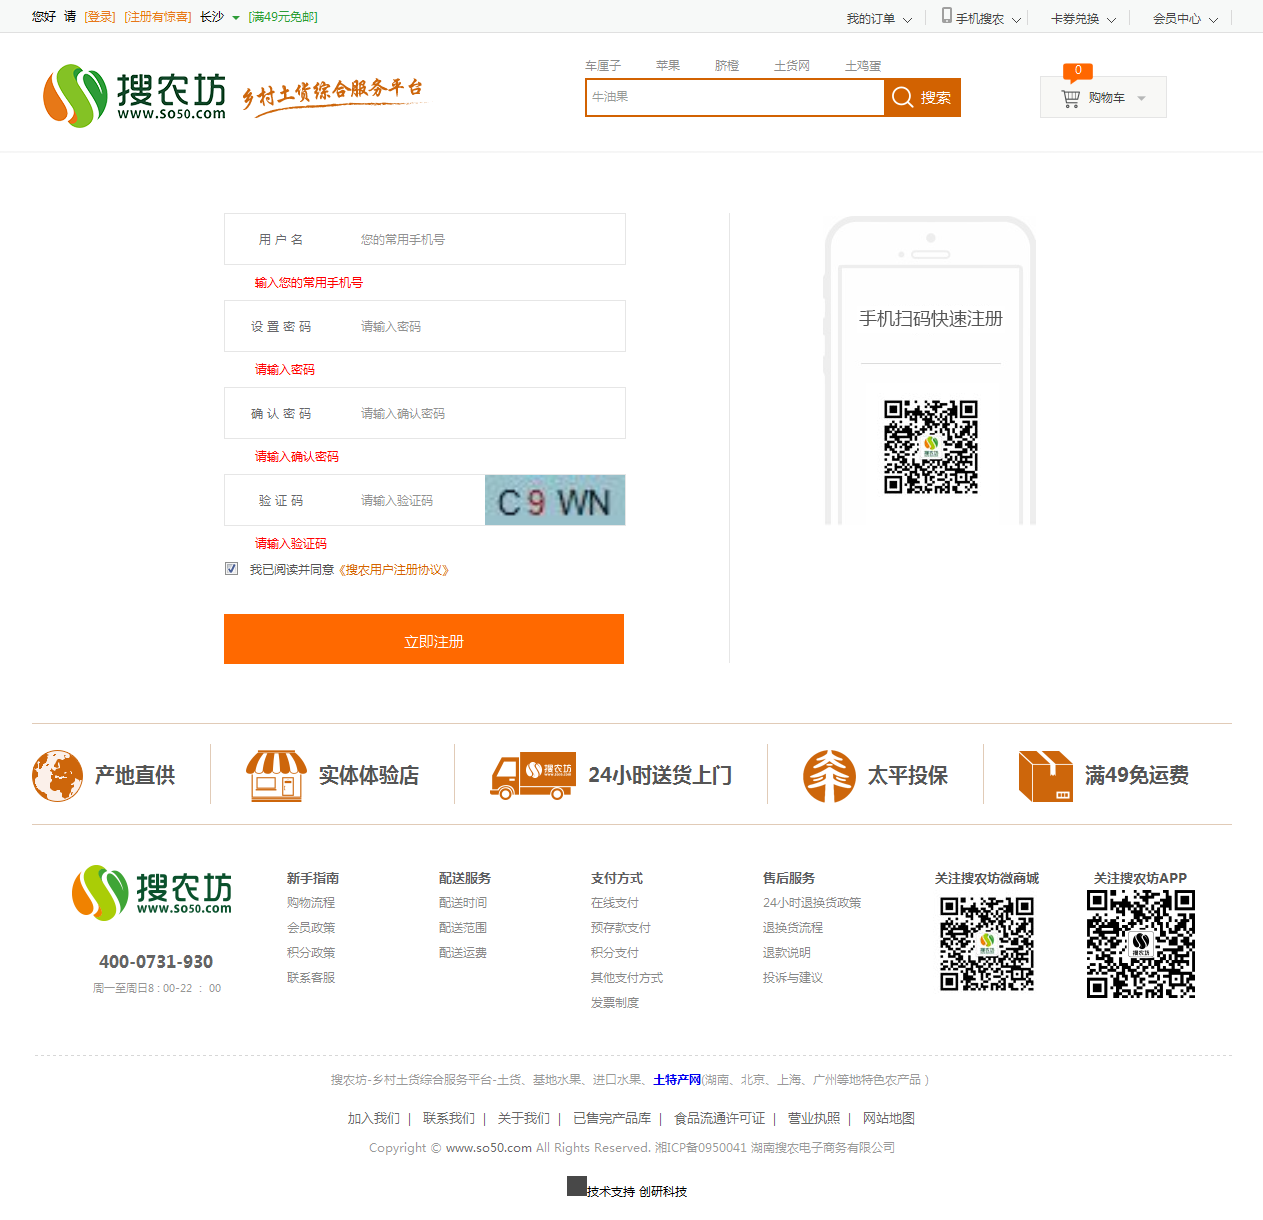 您好 请 [登录] [注册有惊喜] 长沙 [满49元免邮] 我的订单 手机搜农 卡券兑换 会员中心
搜农坊
www.so50.com
乡村土货综合服务平台
车厘子 苹果 脐橙 土货网 土鸡蛋
牛油果 搜索
0
购物车
用 户 名 您的常用手机号
输入您的常用手机号
设 置 密 码 请输入密码
请输入密码
确 认 密 码 请输入确认密码
请输入确认密码
验 证 码 请输入验证码 C 9 WN
请输入验证码
我已阅读并同意《搜农用户注册协议》
立即注册
手机扫码快速注册
搜农坊
产地直供 实体体验店 搜农坊 24小时送货上门 太平投保 满49免运费
搜农坊
www.so50.com
400-0731-930
周一至周日8 : 00-22 : 00
新手指南
购物流程
会员政策
积分政策
联系客服
配送服务
配送时间
配送范围
配送运费
支付方式
在线支付
预存款支付
积分支付
其他支付方式
发票制度
售后服务
24小时退换货政策
退换货流程
退款说明
投诉与建议
关注搜农坊微商城
关注搜农坊APP
搜农坊
搜农坊-乡村土货综合服务平台-土货、基地水果、进口水果、土特产网(湖南、北京、上海、广州等地特色农产品 )
加入我们 | 联系我们 | 关于我们 | 已售完产品库 | 食品流通许可证 | 营业执照 | 网站地图
Copyright © www.so50.com All Rights Reserved. 湘ICP备0950041 湖南搜农电子商务有限公司
技术支持 创研科技